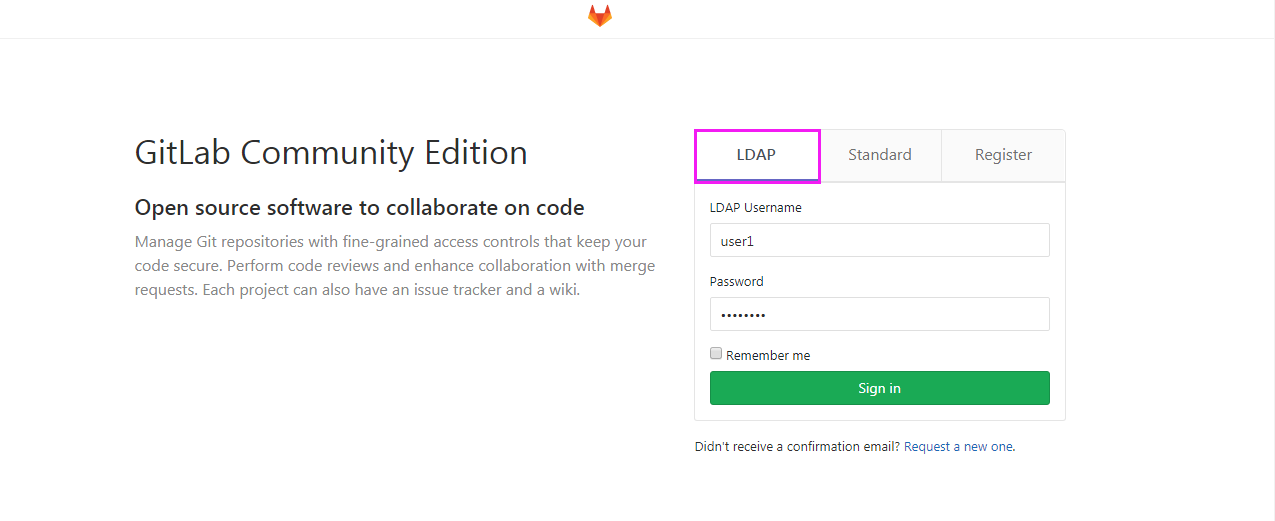 GitLab Community Edition
Open source software to collaborate on code
Manage Git repositories with fine-grained access controls that keep your
code secure. Perform code reviews and enhance collaboration with merge
requests. Each project can also have an issue tracker and a wiki.
LDAP Standard Register
LDAP Username
user1
Password
••••••••
Remember me
Sign in
Didn't receive a confirmation email? Request a new one.